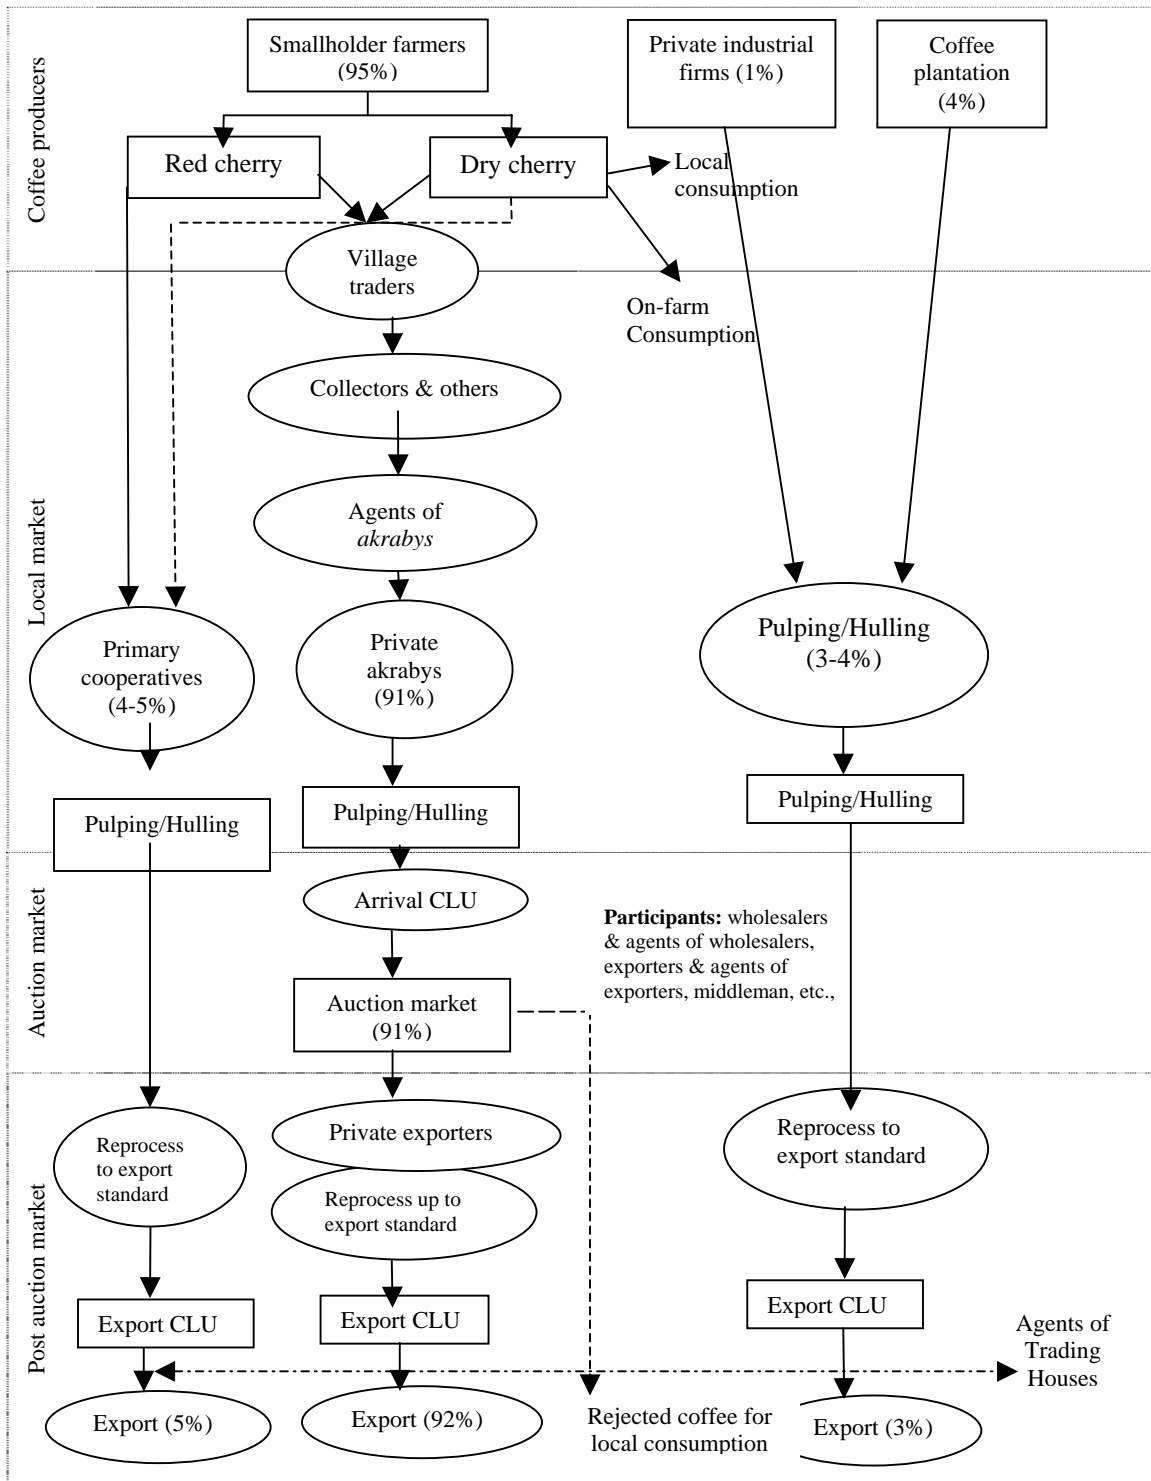 Coffee producers
Smallholder farmers
(95%)
Private industrial
firms (1%)
Coffee
plantation
(4%)
Red cherry
Dry cherry
Local
consumption
Village
traders
On-farm
Consumption
Local market
Collectors & others
Agents of
akrabys
Primary
cooperatives
(4-5%)
Private
akrabys
(91%)
Pulping/Hulling
(3-4%)
Pulping/Hulling
Pulping/Hulling
Pulping/Hulling
Auction market
Arrival CLU
Participants: wholesalers
& agents of wholesalers,
exporters & agents of
exporters, middleman, etc.,
Auction market
(91%)
Post auction market
Reprocess
to export
standard
Private exporters
Reprocess up to
export standard
Reprocess to
export standard
Export CLU
Export CLU
Export CLU
Agents of
Trading
Houses
Export (5%)
Export (92%)
Rejected coffee for
local consumption
Export (3%)